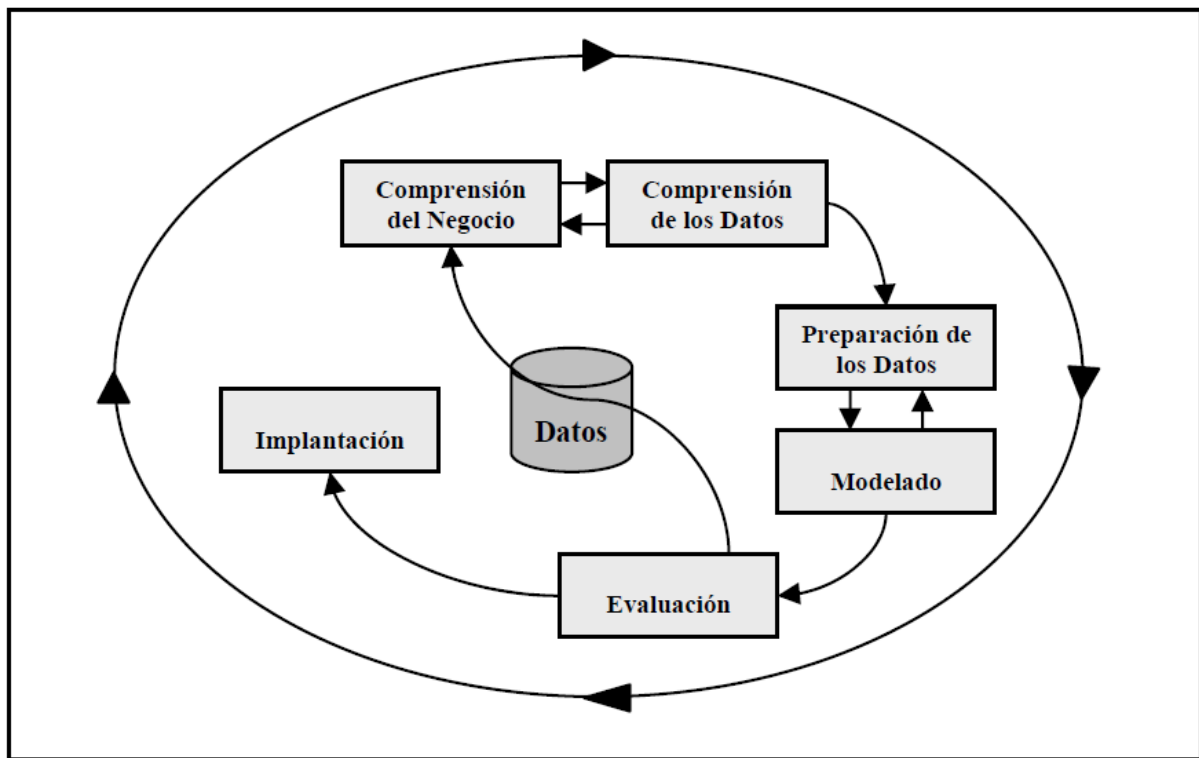 Comprensión
del Negocio
Comprensión
de los Datos
Preparación de
los Datos
Datos
Implantación
Modelado
Evaluación